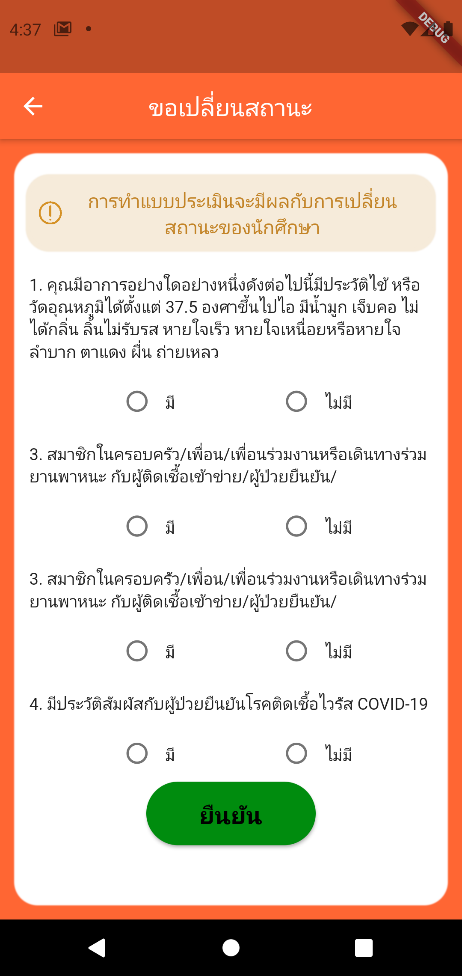 4:37
DEBUG
ขอเปลี่ยนสถานะ
การทำแบบประเมินจะมีผลกับการเปลี่ยน
สถานะของนักศึกษา
1. คุณมีอาการอย่างใดอย่างหนึ่งดังต่อไปนี้มีประวัติไข้ หรือ
วัดอุณหภูมิได้ตั้งแต่ 37.5 องศาขึ้นไปไอ มีน้ำมูก เจ็บคอ ไม่
ได้กลิ่น ลิ้นไม่รับรส หายใจเร็ว หายใจเหนื่อยหรือหายใจ
ลำบาก ตาแดง ผื่น ถ่ายเหลว
มี ไม่มี
3. สมาชิกในครอบครัว/เพื่อน/เพื่อนร่วมงานหรือเดินทางร่วม
ยานพาหนะ กับผู้ติดเชื้อเข้าข่าย/ผู้ป่วยยืนยัน/
มี ไม่มี
3. สมาชิกในครอบครัว/เพื่อน/เพื่อนร่วมงานหรือเดินทางร่วม
ยานพาหนะ กับผู้ติดเชื้อเข้าข่าย/ผู้ป่วยยืนยัน/
มี ไม่มี
4. มีประวัติสัมผัสกับผู้ป่วยยืนยันโรคติดเชื้อไวรัส COVID-19
มี ไม่มี
ยืนยัน